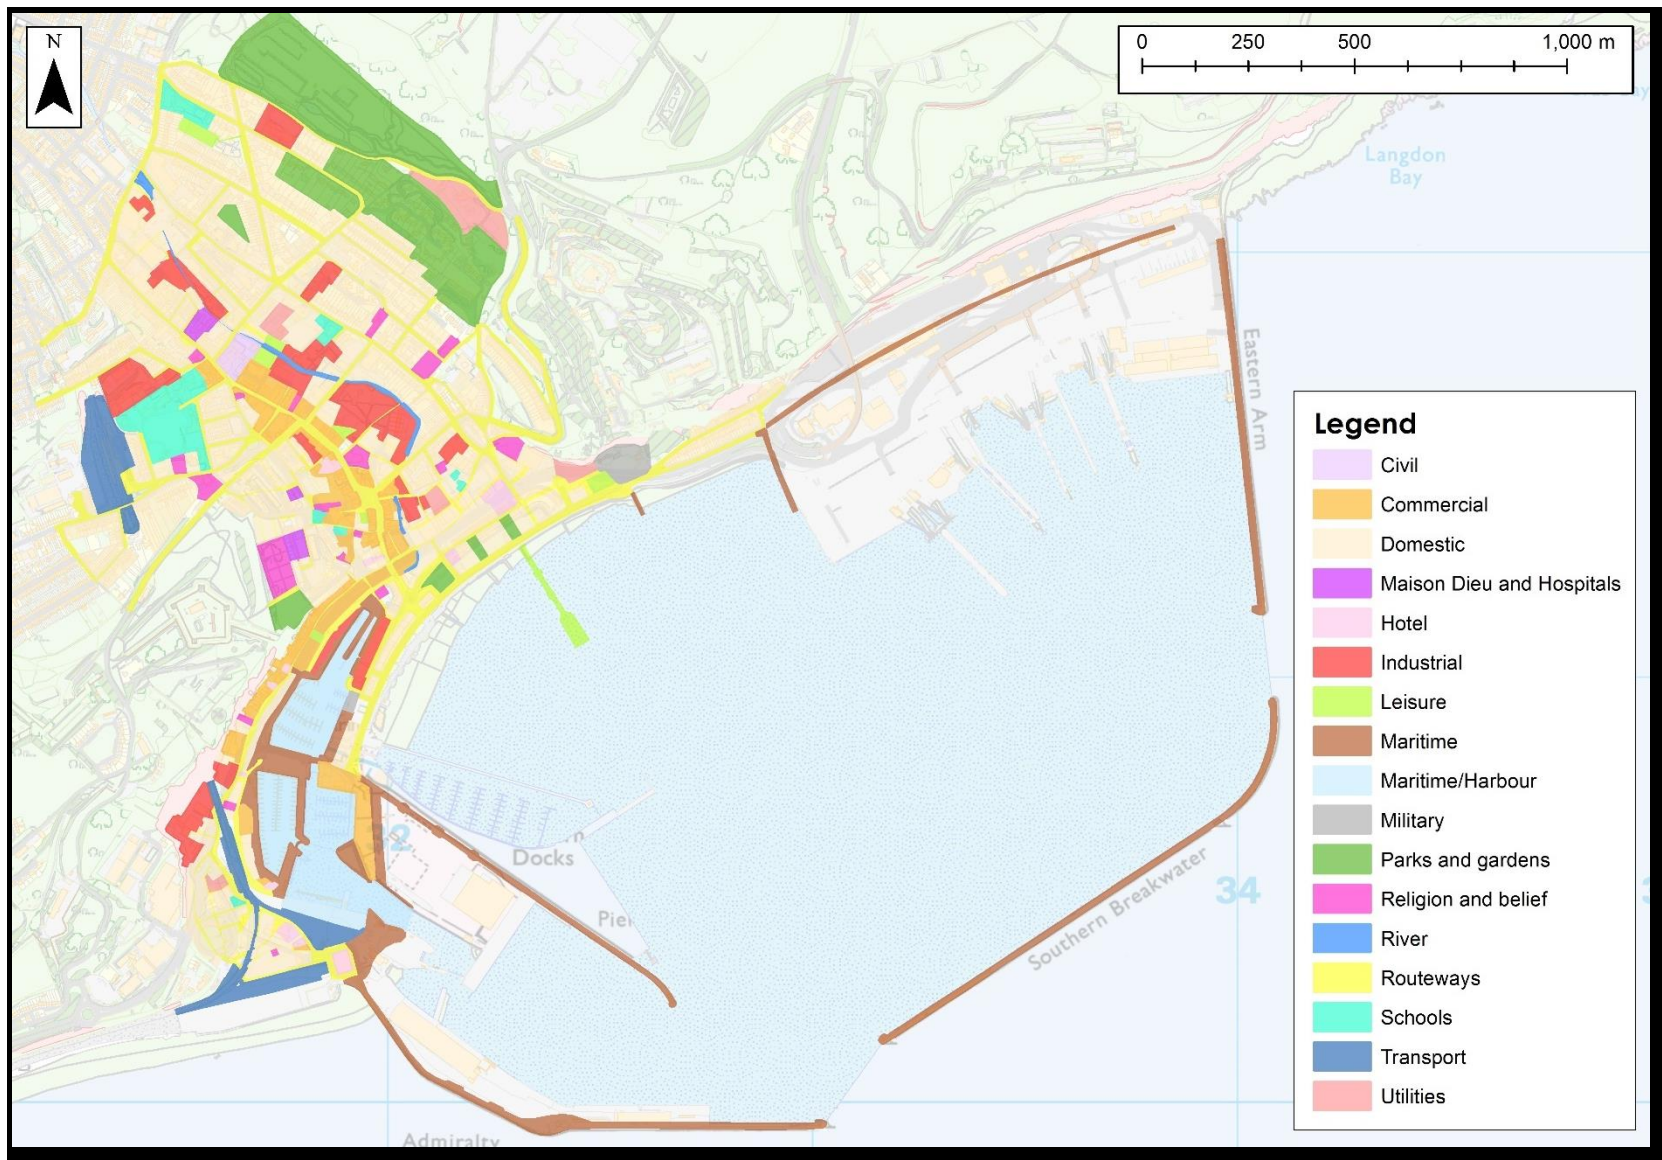 N
0 250 500 1,000 m
Langdon
Bay
Eastern Arm
Legend
Civil
Commercial
Domestic
Maison Dieu and Hospitals
Hotel
Industrial
Leisure
Maritime
Maritime/Harbour
Military
Parks and gardens
Religion and belief
River
Routeways
Schools
Transport
Utilities
32
Docks
Southern Breakwater
34
Pier
Admiralty